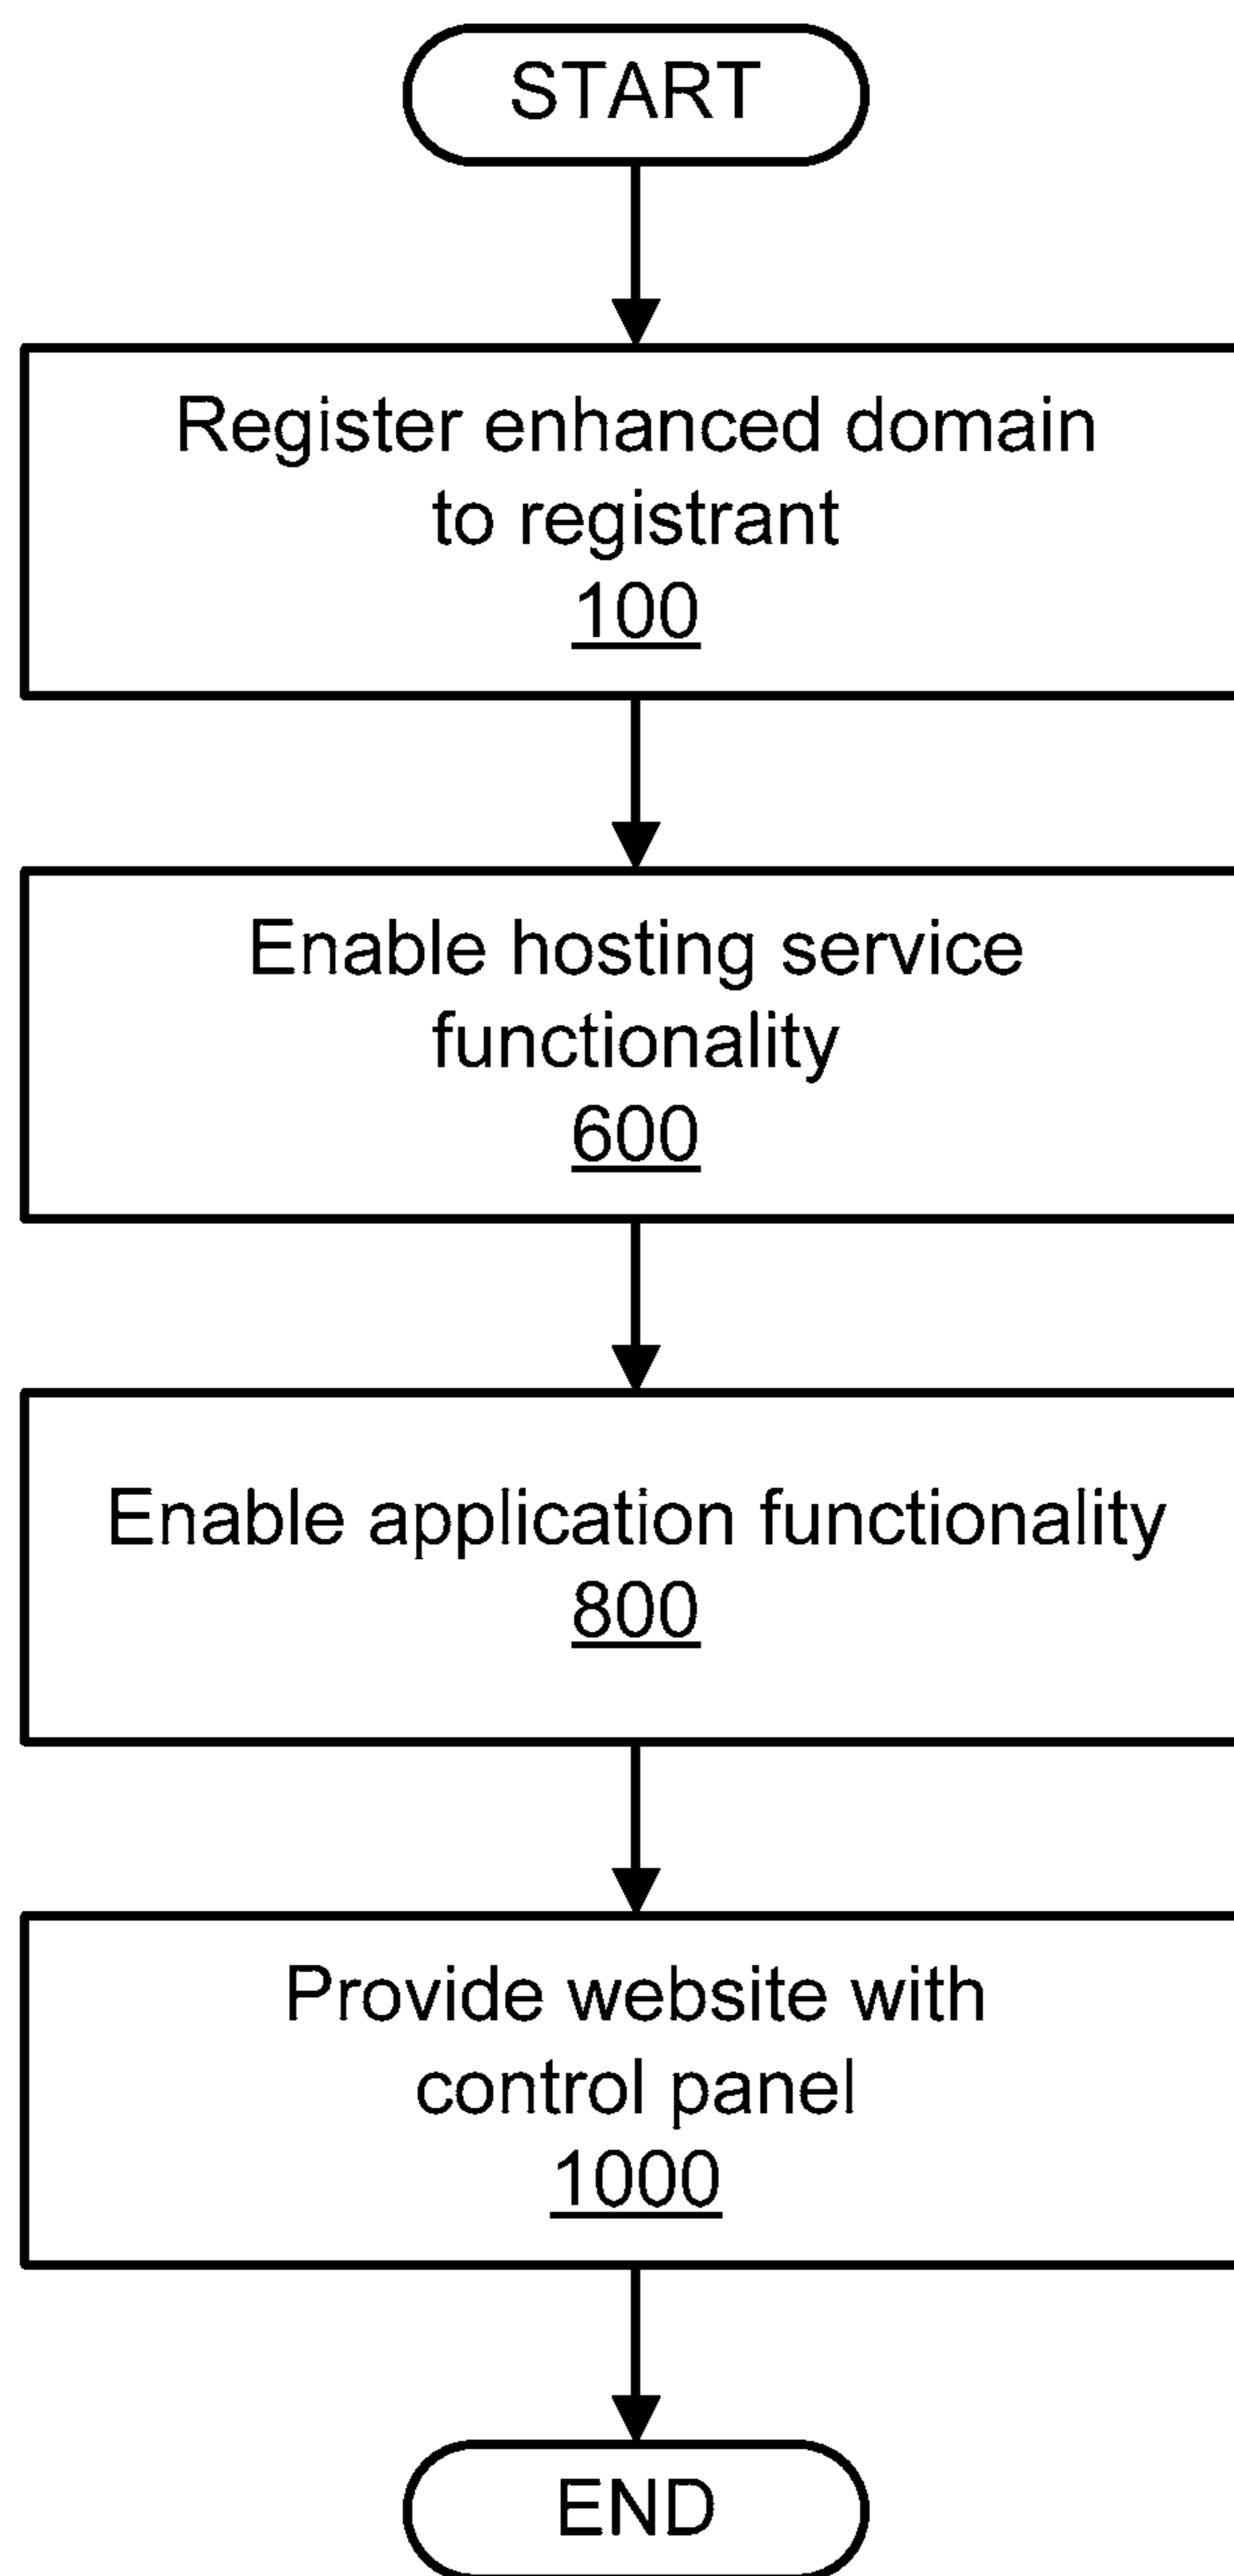 START
Register enhanced domain
to registrant
100
Enable hosting service
functionality
600
Enable application functionality
800
Provide website with
control panel
1000
END